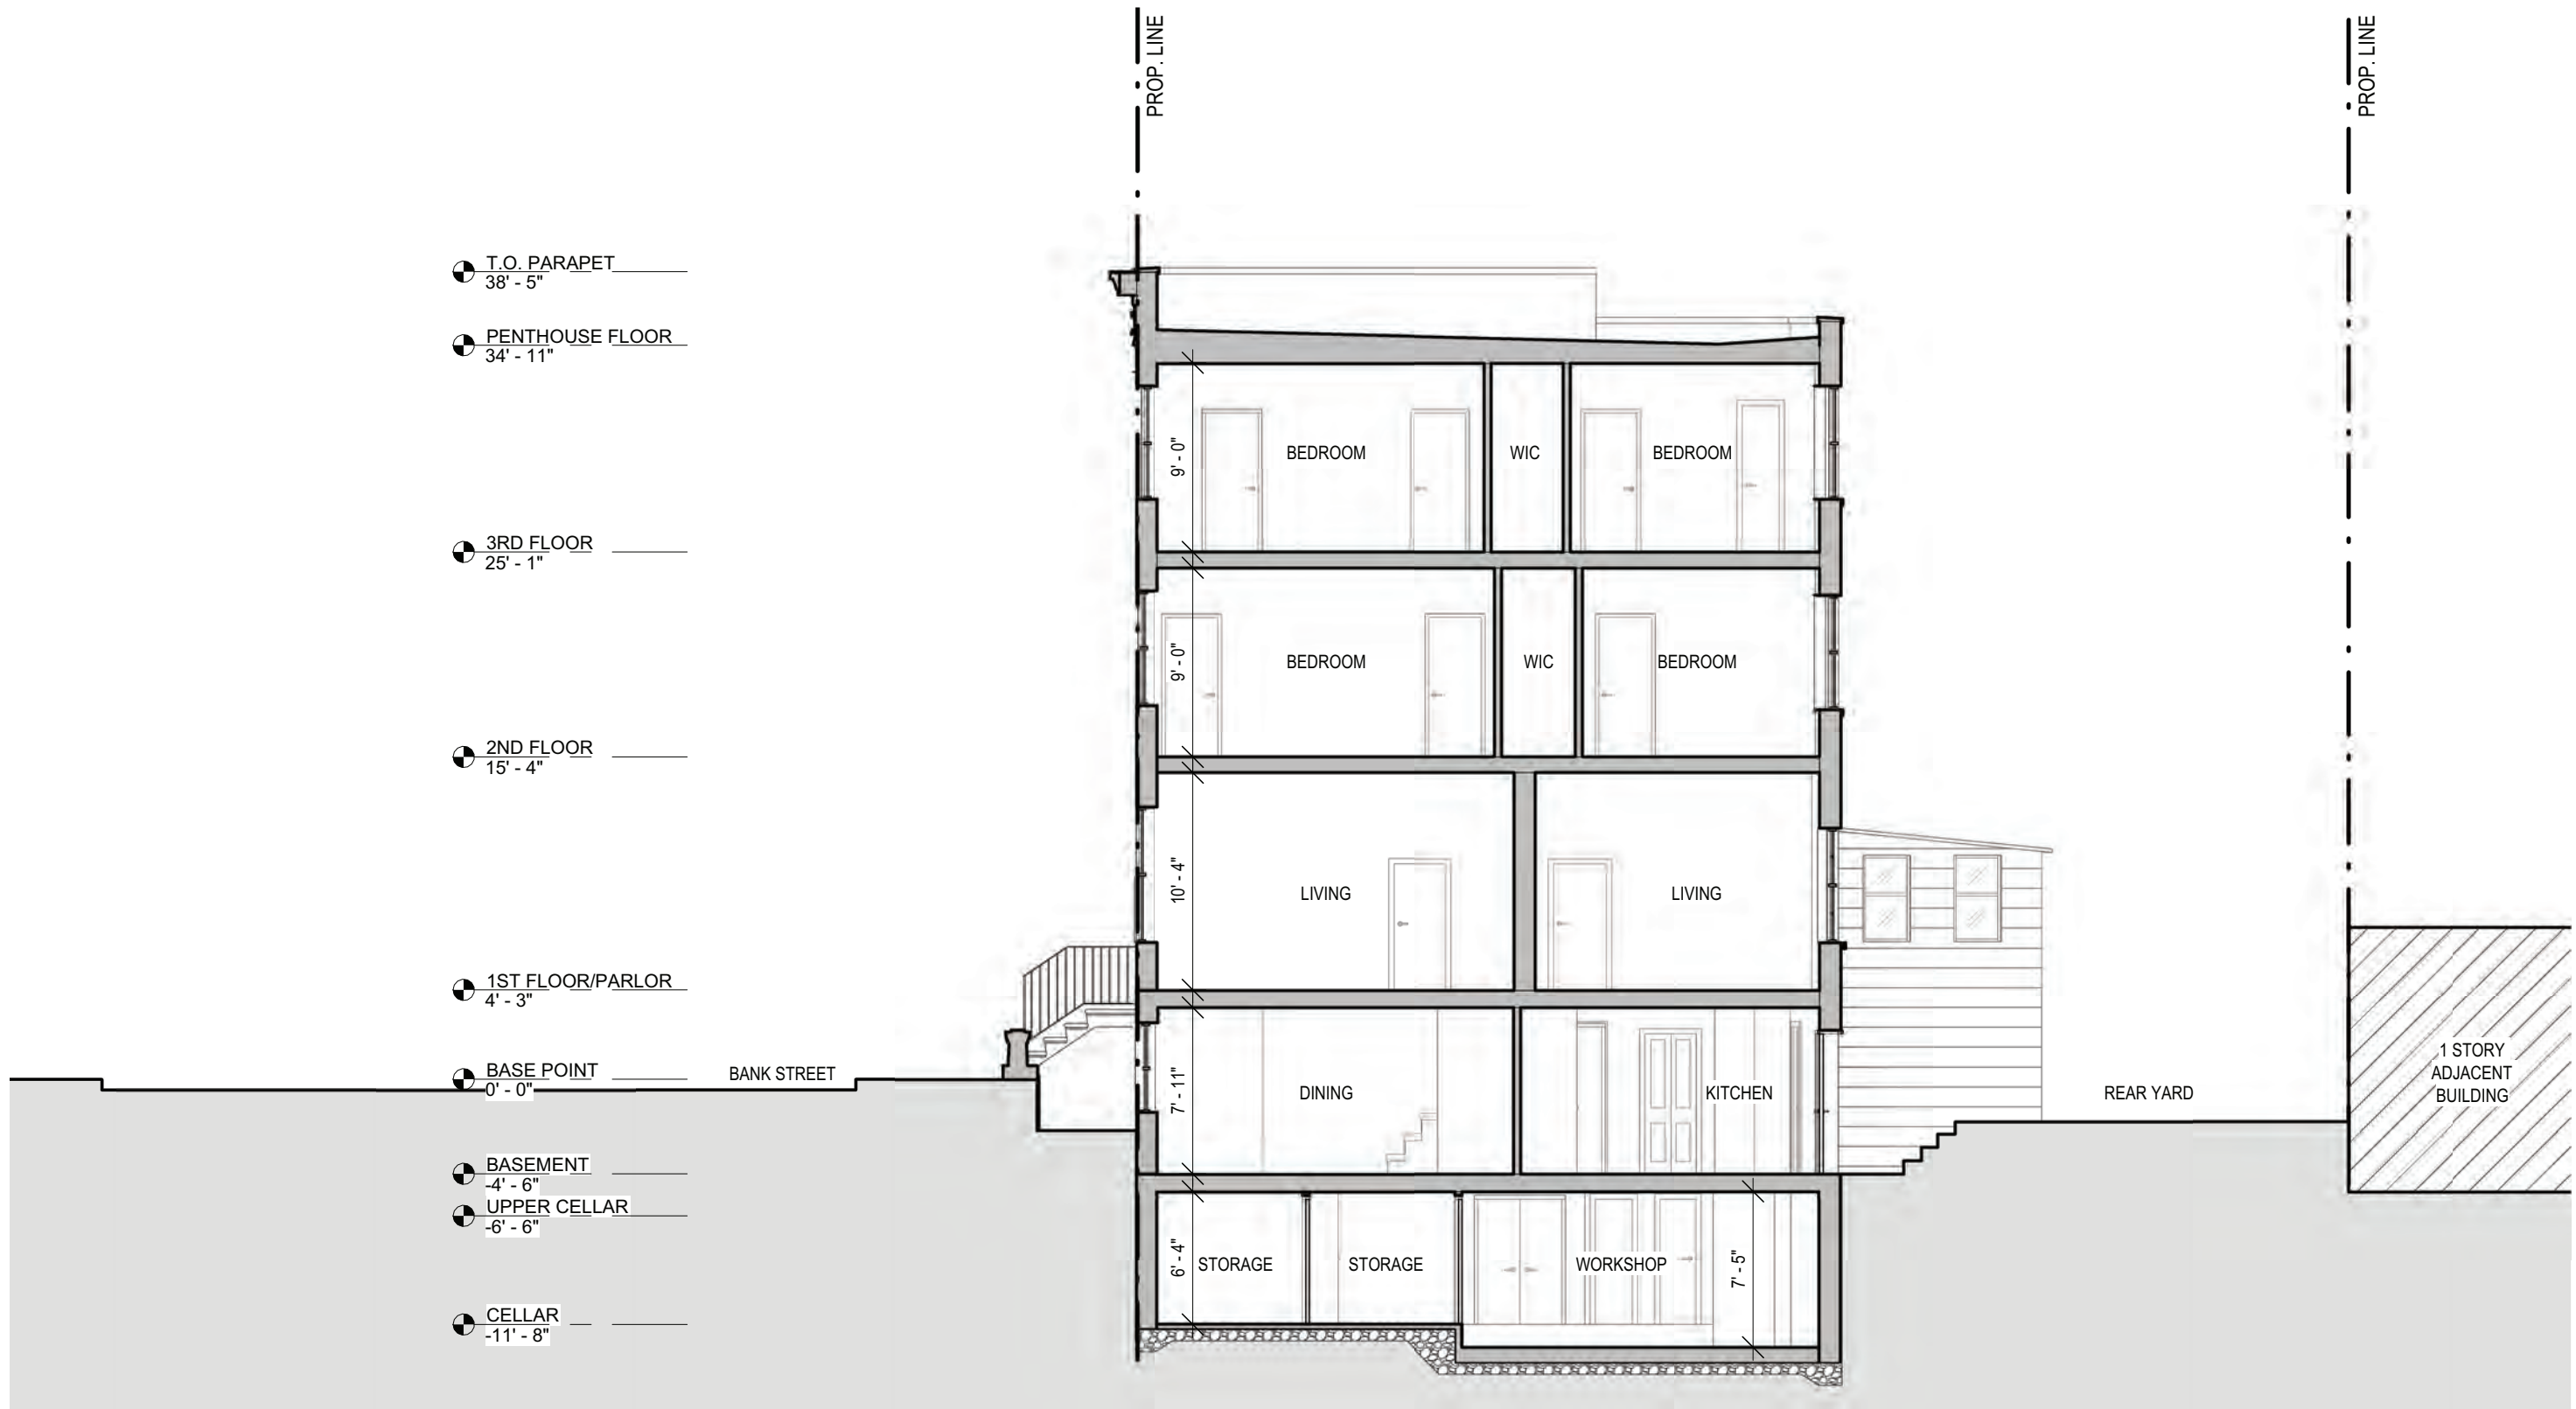 PROP. LINE
PROP. LINE
T.O. PARAPET
38' - 5"
PENTHOUSE FLOOR
34' - 11"
9' - 0"
BEDROOM
WIC
BEDROOM
3RD FLOOR
25' - 1"
9' - 0"
BEDROOM
WIC
BEDROOM
2ND FLOOR
15' - 4"
10' - 4"
LIVING
LIVING
1ST FLOOR/PARLOR
4' - 3"
BASE POINT
0' - 0"
BANK STREET
7' - 11"
DINING
KITCHEN
REAR YARD
1 STORY
ADJACENT
BUILDING
BASEMENT
-4' - 6"
UPPER CELLAR
-6' - 6"
6' - 4"
STORAGE
STORAGE
WORKSHOP
7' - 5"
CELLAR
-11' - 8"